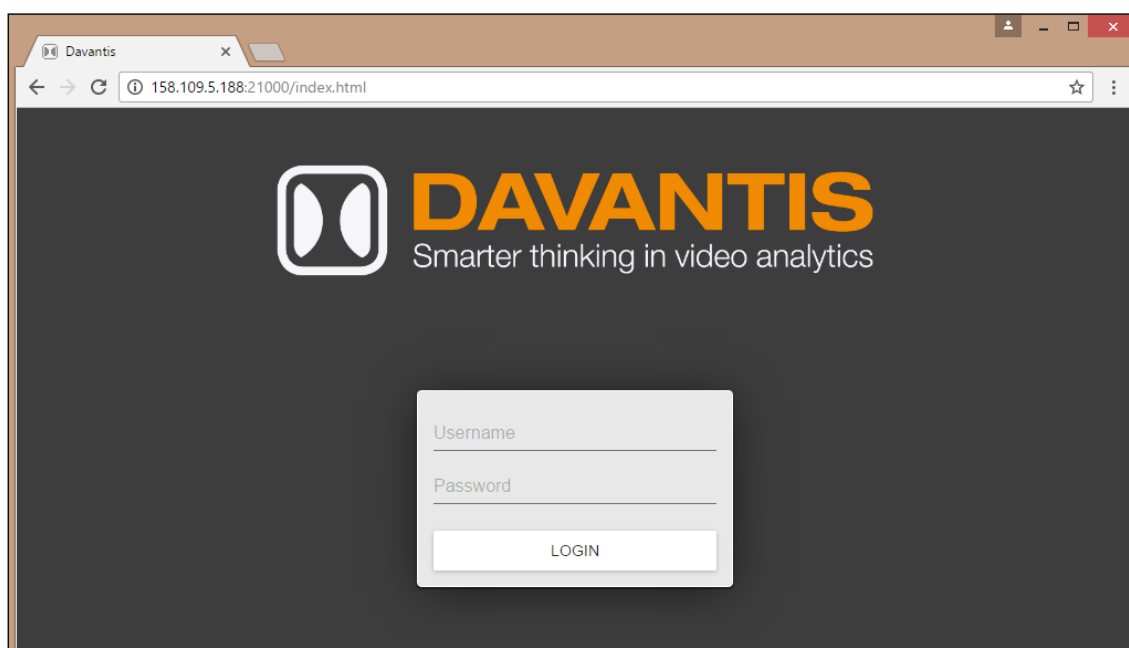 Davantis
158.109.5.188:21000/index.html
DAVANTIS
Smarter thinking in video analytics
Username
Password
LOGIN